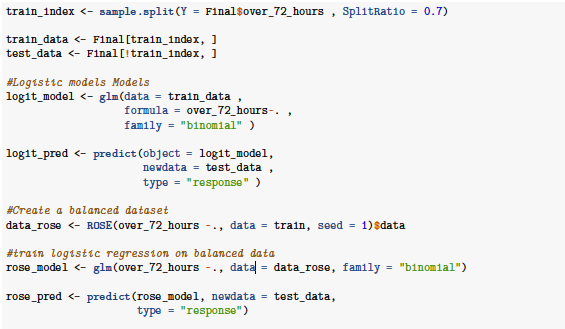 train_index <- sample.split(Y = Final$over_72_hours , SplitRatio = 0.7)
train_data <- Final[train_index, ]
test_data <- Final[!train_index, ]
#Logistic models Models
logit_model <- glm(data = train_data ,
formula = over_72_hours~. ,
family = "binomial" )
logit_pred <- predict(object = logit_model,
newdata = test_data ,
type = "response" )
#Create a balanced dataset
data_rose <- ROSE(over_72_hours ~., data = train, seed = 1)$data
#train logistic regression on balanced data
rose_model <- glm(over_72_hours ~., data = data_rose, family = "binomial")
rose_pred <- predict(rose_model, newdata = test_data,
type = "response")